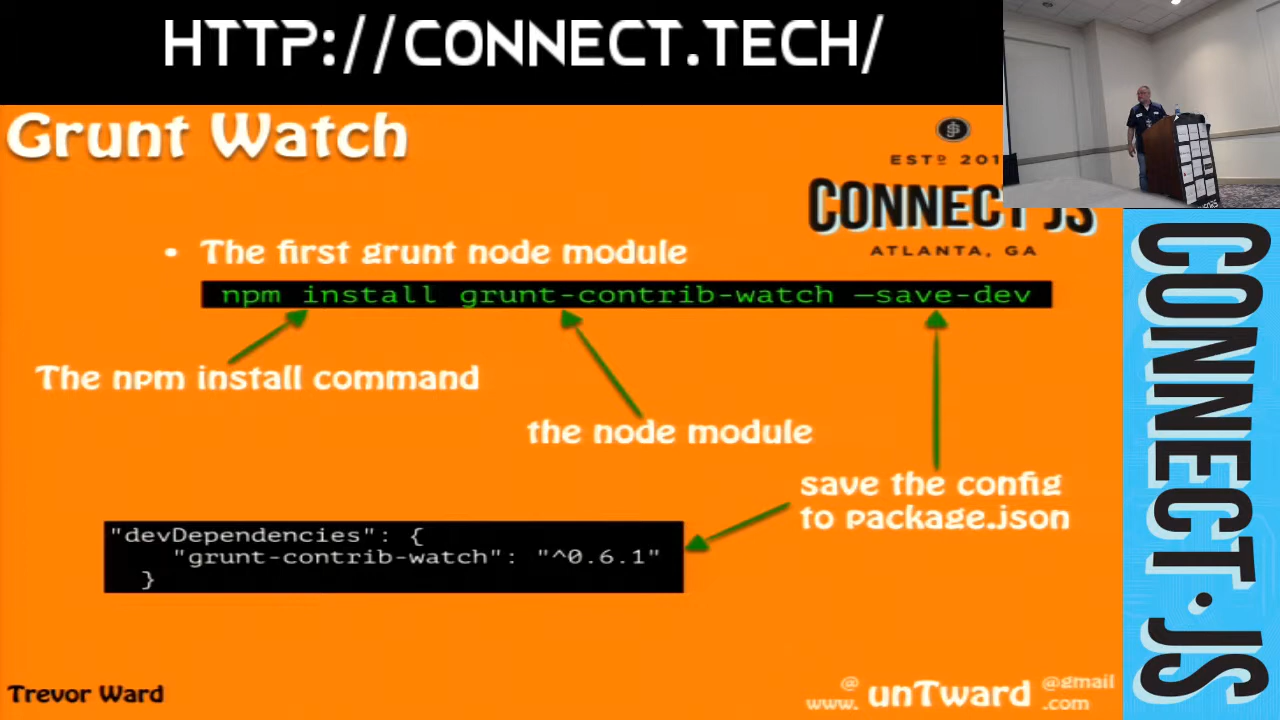 HTTP://CONNECT.TECH/
Grunt Watch
ESTD 201
CONNECT JS
ATLANTA, GA
• The first grunt node module
npm install grunt-contrib-watch —save-dev
The npm install command
the node module
save the config
to package.json
"devDependencies": {
"grunt-contrib-watch": "^0.6.1"
}
Trevor Ward
@ unTward @gmail
www. .com
CONNECT·JS